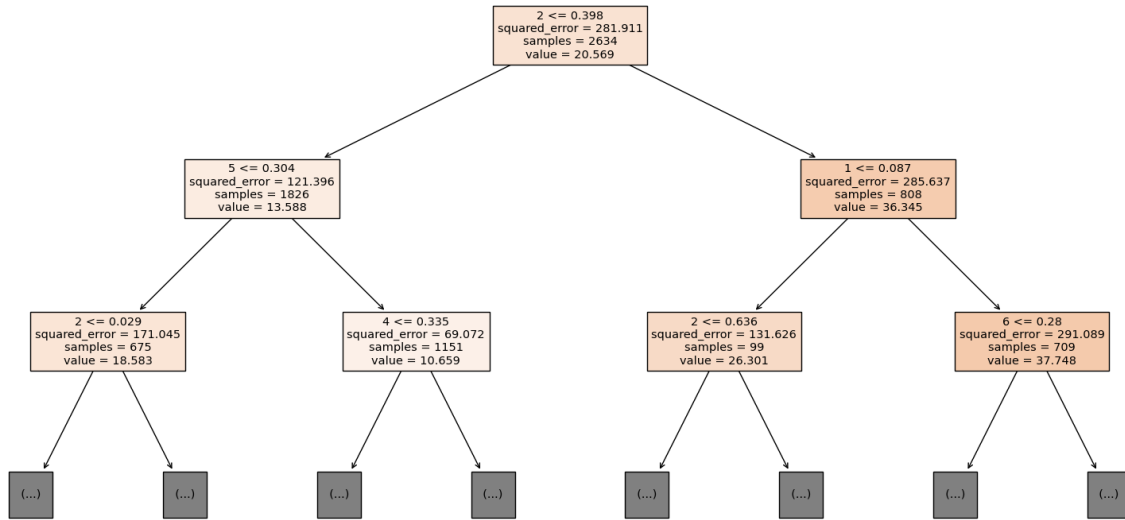 2 <= 0.398
squared_error = 281.911
samples = 2634
value = 20.569
5 <= 0.304
squared_error = 121.396
samples = 1826
value = 13.588
1 <= 0.087
squared_error = 285.637
samples = 808
value = 36.345
2 <= 0.029
squared_error = 171.045
samples = 675
value = 18.583
4 <= 0.335
squared_error = 69.072
samples = 1151
value = 10.659
2 <= 0.636
squared_error = 131.626
samples = 99
value = 26.301
6 <= 0.28
squared_error = 291.089
samples = 709
value = 37.748
(...)
(...)
(...)
(...)
(...)
(...)
(...)
(...)